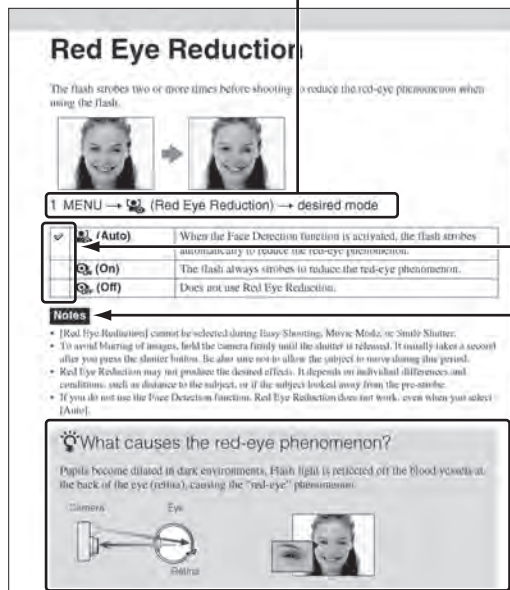 Red Eye Reduction
The flash strobes two or more times before shooting to reduce the red-eye phenomenon when
using the flash.
1 MENU → (Red Eye Reduction) → desired mode
(Auto) When the Face Detection function is activated, the flash strobes
automatically to reduce the red-eye phenomenon.
(On) The flash always strobes to reduce the red-eye phenomenon.
(Off) Does not use Red Eye Reduction.
Notes
• [Red Eye Reduction] cannot be selected during Easy Shooting, Movie Mode, or Smile Shutter.
• To avoid blurring of images, hold the camera firmly until the shutter is released. It usually takes a second
after you press the shutter button. Be also sure not to allow the subject to move during this period.
• Red Eye Reduction may not produce the desired effects. It depends on individual differences and
conditions, such as distance to the subject, or if the subject looked away from the pre-strobe.
• If you do not use the Face Detection function, Red Eye Reduction does not work, even when you select
[Auto].
What causes the red-eye phenomenon?
Pupils become dilated in dark environments. Flash light is reflected off the blood vessels at
the back of the eye (retina), causing the "red-eye" phenomenon.
Camera Eye
Retina